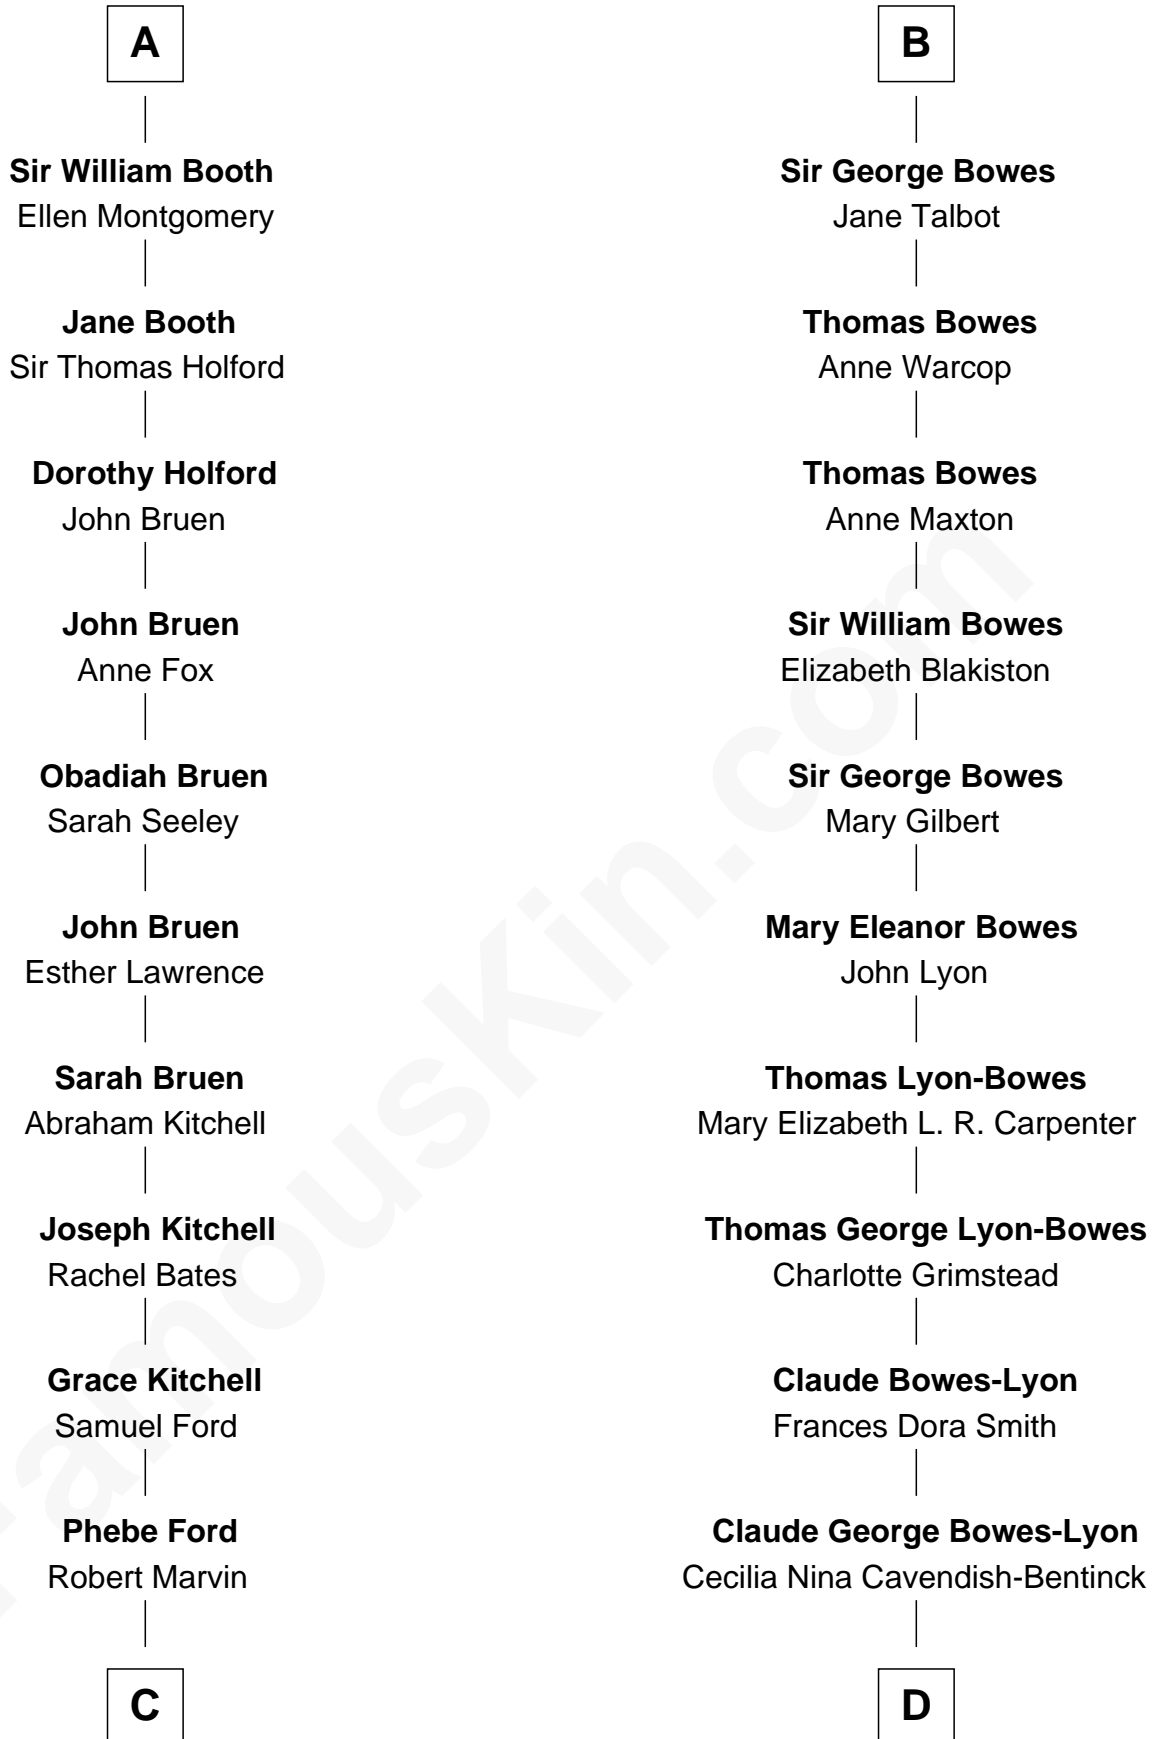 A
Sir William Booth
Ellen Montgomery
Jane Booth
Sir Thomas Holford
Dorothy Holford
John Bruen
John Bruen
Anne Fox
Obadiah Bruen
Sarah Seeley
John Bruen
Esther Lawrence
Sarah Bruen
Abraham Kitchell
Joseph Kitchell
Rachel Bates
Grace Kitchell
Samuel Ford
Phebe Ford
Robert Marvin
C
B
Sir George Bowes
Jane Talbot
Thomas Bowes
Anne Warcop
Thomas Bowes
Anne Maxton
Sir William Bowes
Elizabeth Blakiston
Sir George Bowes
Mary Gilbert
Mary Eleanor Bowes
John Lyon
Thomas Lyon-Bowes
Mary Elizabeth L. R. Carpenter
Thomas George Lyon-Bowes
Charlotte Grimstead
Claude Bowes-Lyon
Frances Dora Smith
Claude George Bowes-Lyon
Cecilia Nina Cavendish-Bentinck
D
FamousKin.com